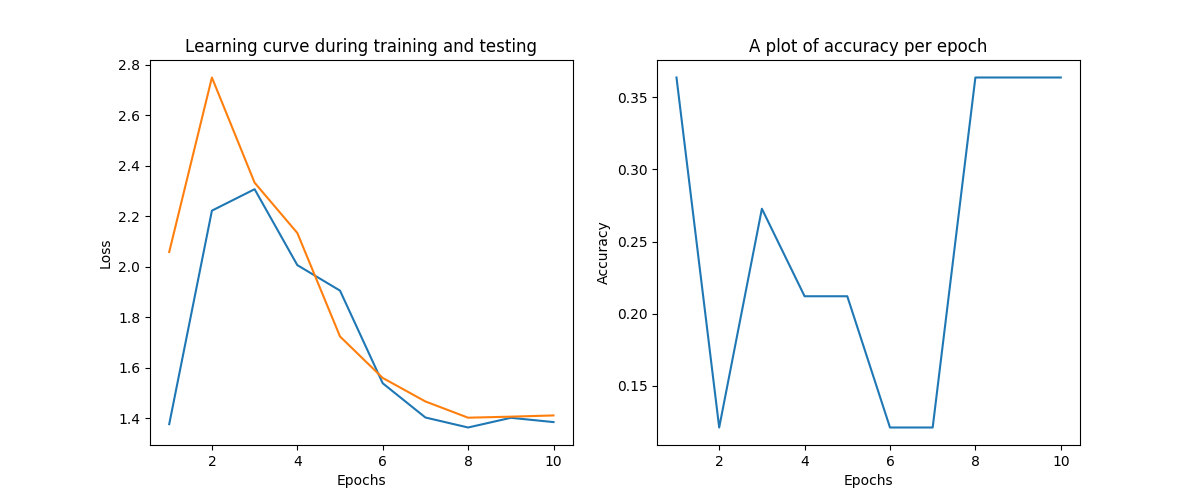 Learning curve during training and testing
2.8
2.6
2.4
2.2
2.0
1.8
1.6
1.4
Loss
2 4 6 8 10
Epochs
A plot of accuracy per epoch
0.35
0.30
0.25
0.20
0.15
Accuracy
2 4 6 8 10
Epochs